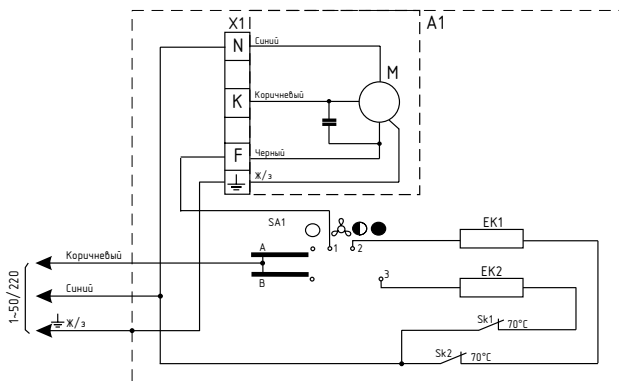 X1
A1
N
Синий
M
K
Коричневый
F
Черный
Ж/з
SA1
EK1
A
1
2
Коричневый
B
3
EK2
Синий
Sk1
70°C
Ж/з
Sk2
70°C
1~50/220